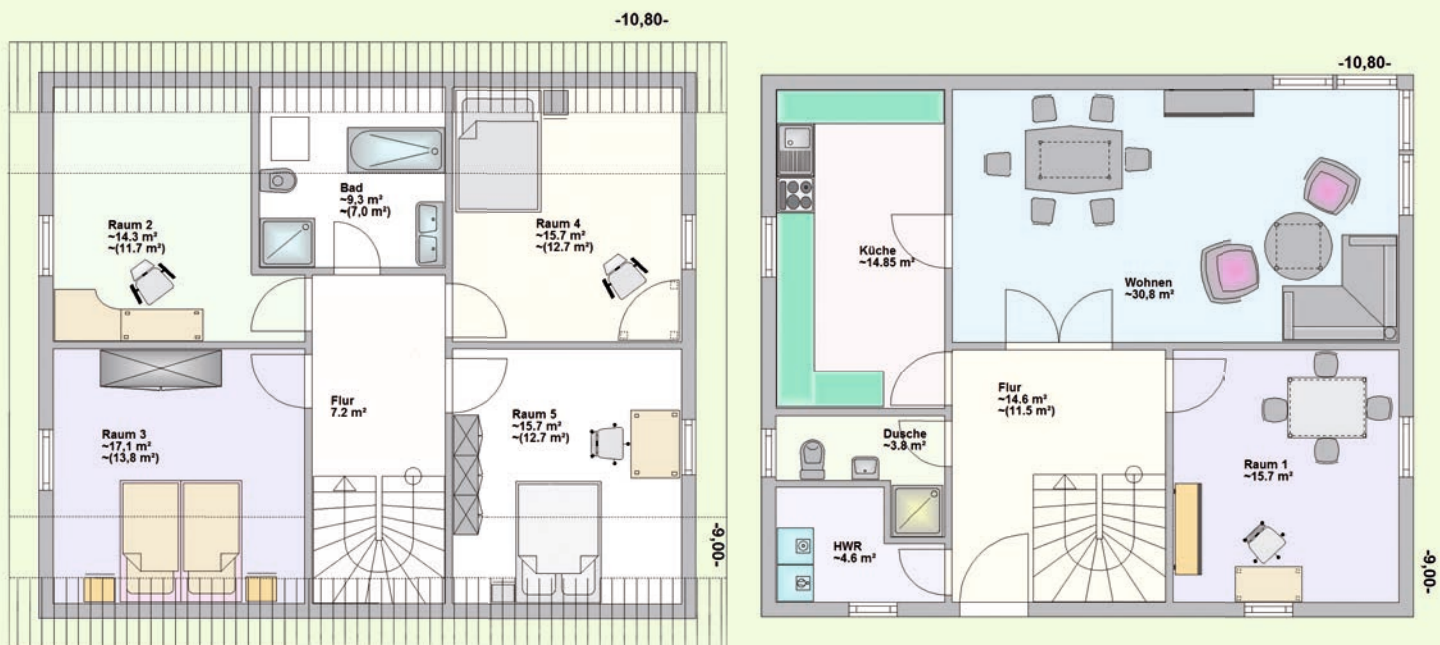 -10,80-
Raum 2
~14.3 m²
~(11.7 m²)
Bad
~9,3 m²
~(7,0 m²)
Raum 4
~15.7 m²
~(12.7 m²)
Raum 3
~17,1 m²
~(13,8 m²)
Flur
7.2 m²
Raum 5
~15.7 m²
~(12.7 m²)
-9,00-
-10,80-
Küche
~14.85 m²
Wohnen
~30,8 m²
Flur
~14.6 m²
~(11.5 m²)
Dusche
~3.8 m²
Raum 1
~15.7 m²
HWR
~4.6 m²
-9,00-